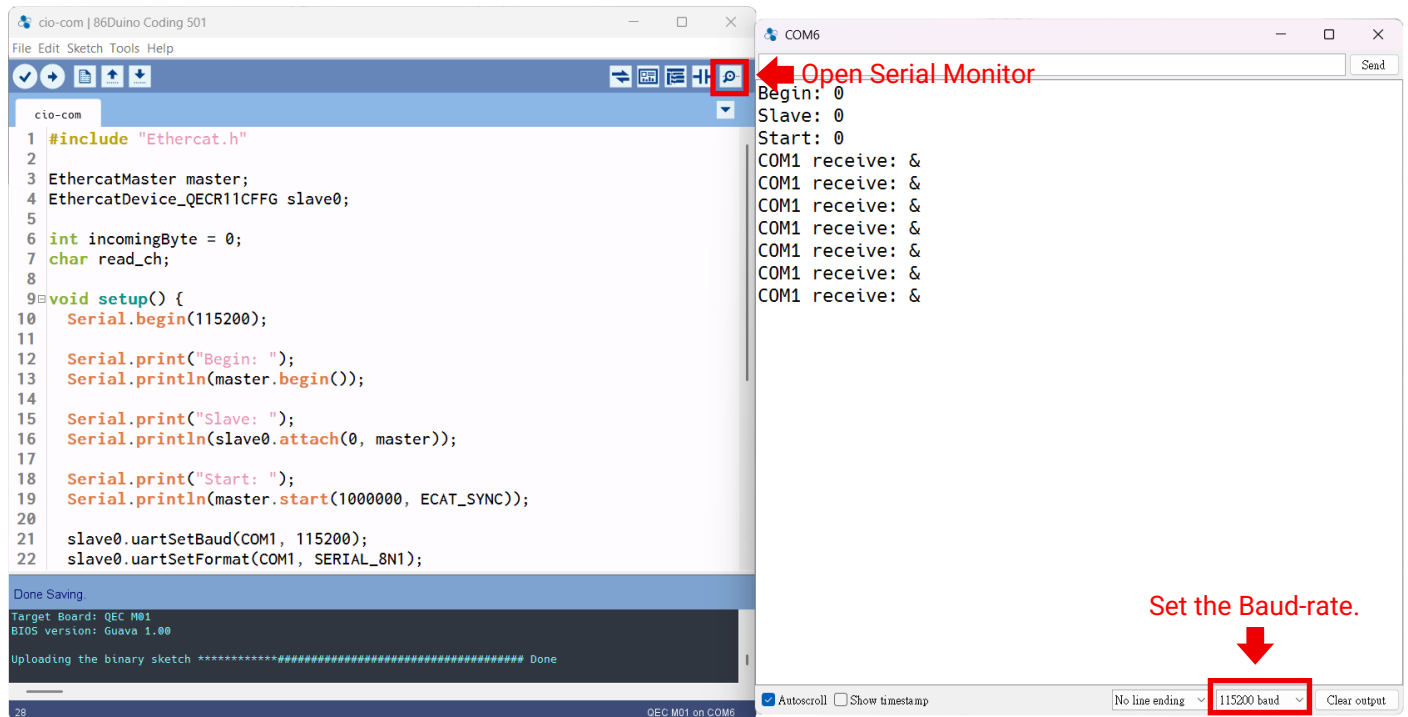 cio-com | 86Duino Coding 501
File Edit Sketch Tools Help
cio-com
1 #include "Ethercat.h"
2
3 EthercatMaster master;
4 EthercatDevice_QECR11CFFG slave0;
5
6 int incomingByte = 0;
7 char read_ch;
8
9 void setup() {
10 Serial.begin(115200);
11
12 Serial.print("Begin: ");
13 Serial.println(master.begin());
14
15 Serial.print("Slave: ");
16 Serial.println(slave0.attach(0, master));
17
18 Serial.print("Start: ");
19 Serial.println(master.start(1000000, ECAT_SYNC));
20
21 slave0.uartSetBaud(COM1, 115200);
22 slave0.uartSetFormat(COM1, SERIAL_8N1);
Done Saving.
Target Board: QEC M01
BIOS version: Guava 1.00
Uploading the binary sketch ************##################################### Done
28
QEC M01 on COM6
COM6
Send
Open Serial Monitor
Begin: 0
Slave: 0
Start: 0
COM1 receive: &
COM1 receive: &
COM1 receive: &
COM1 receive: &
COM1 receive: &
COM1 receive: &
COM1 receive: &
Set the Baud-rate.
Autoscroll Show timestamp
No line ending
115200 baud
Clear output